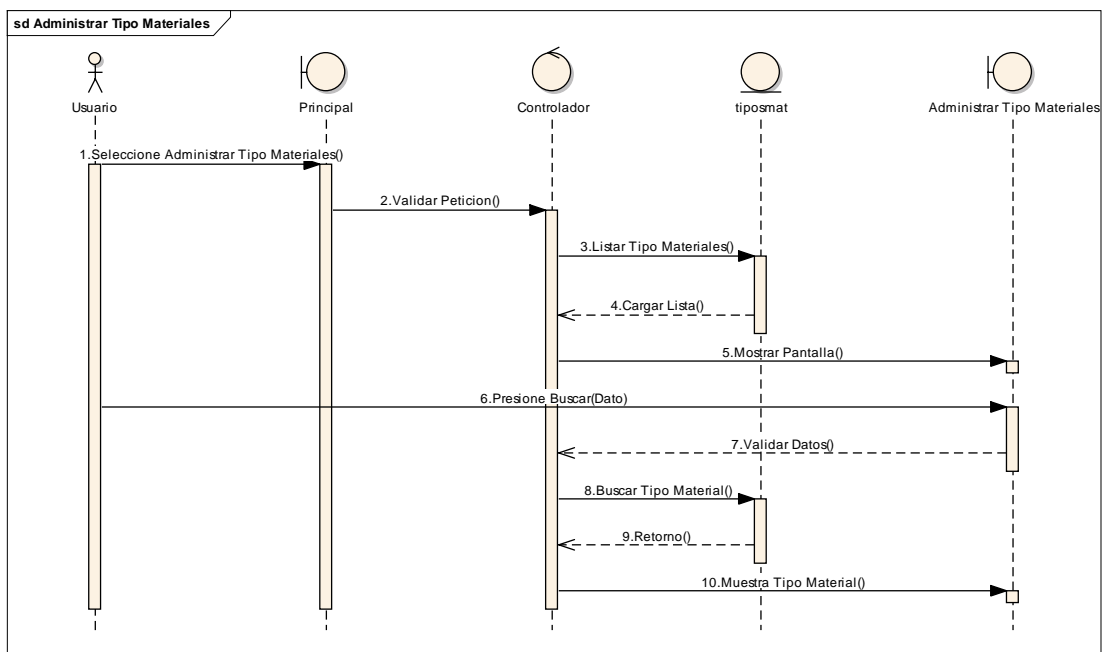 sd Administrar Tipo Materiales
Usuario
Principal
Controlador
tiposmat
Administrar Tipo Materiales
1.Seleccione Administrar Tipo Materiales()
2.Validar Peticion()
3.Listar Tipo Materiales()
4.Cargar Lista()
5.Mostrar Pantalla()
6.Presione Buscar(Dato)
7.Validar Datos()
8.Buscar Tipo Material()
9.Retorno()
10.Muestra Tipo Material()